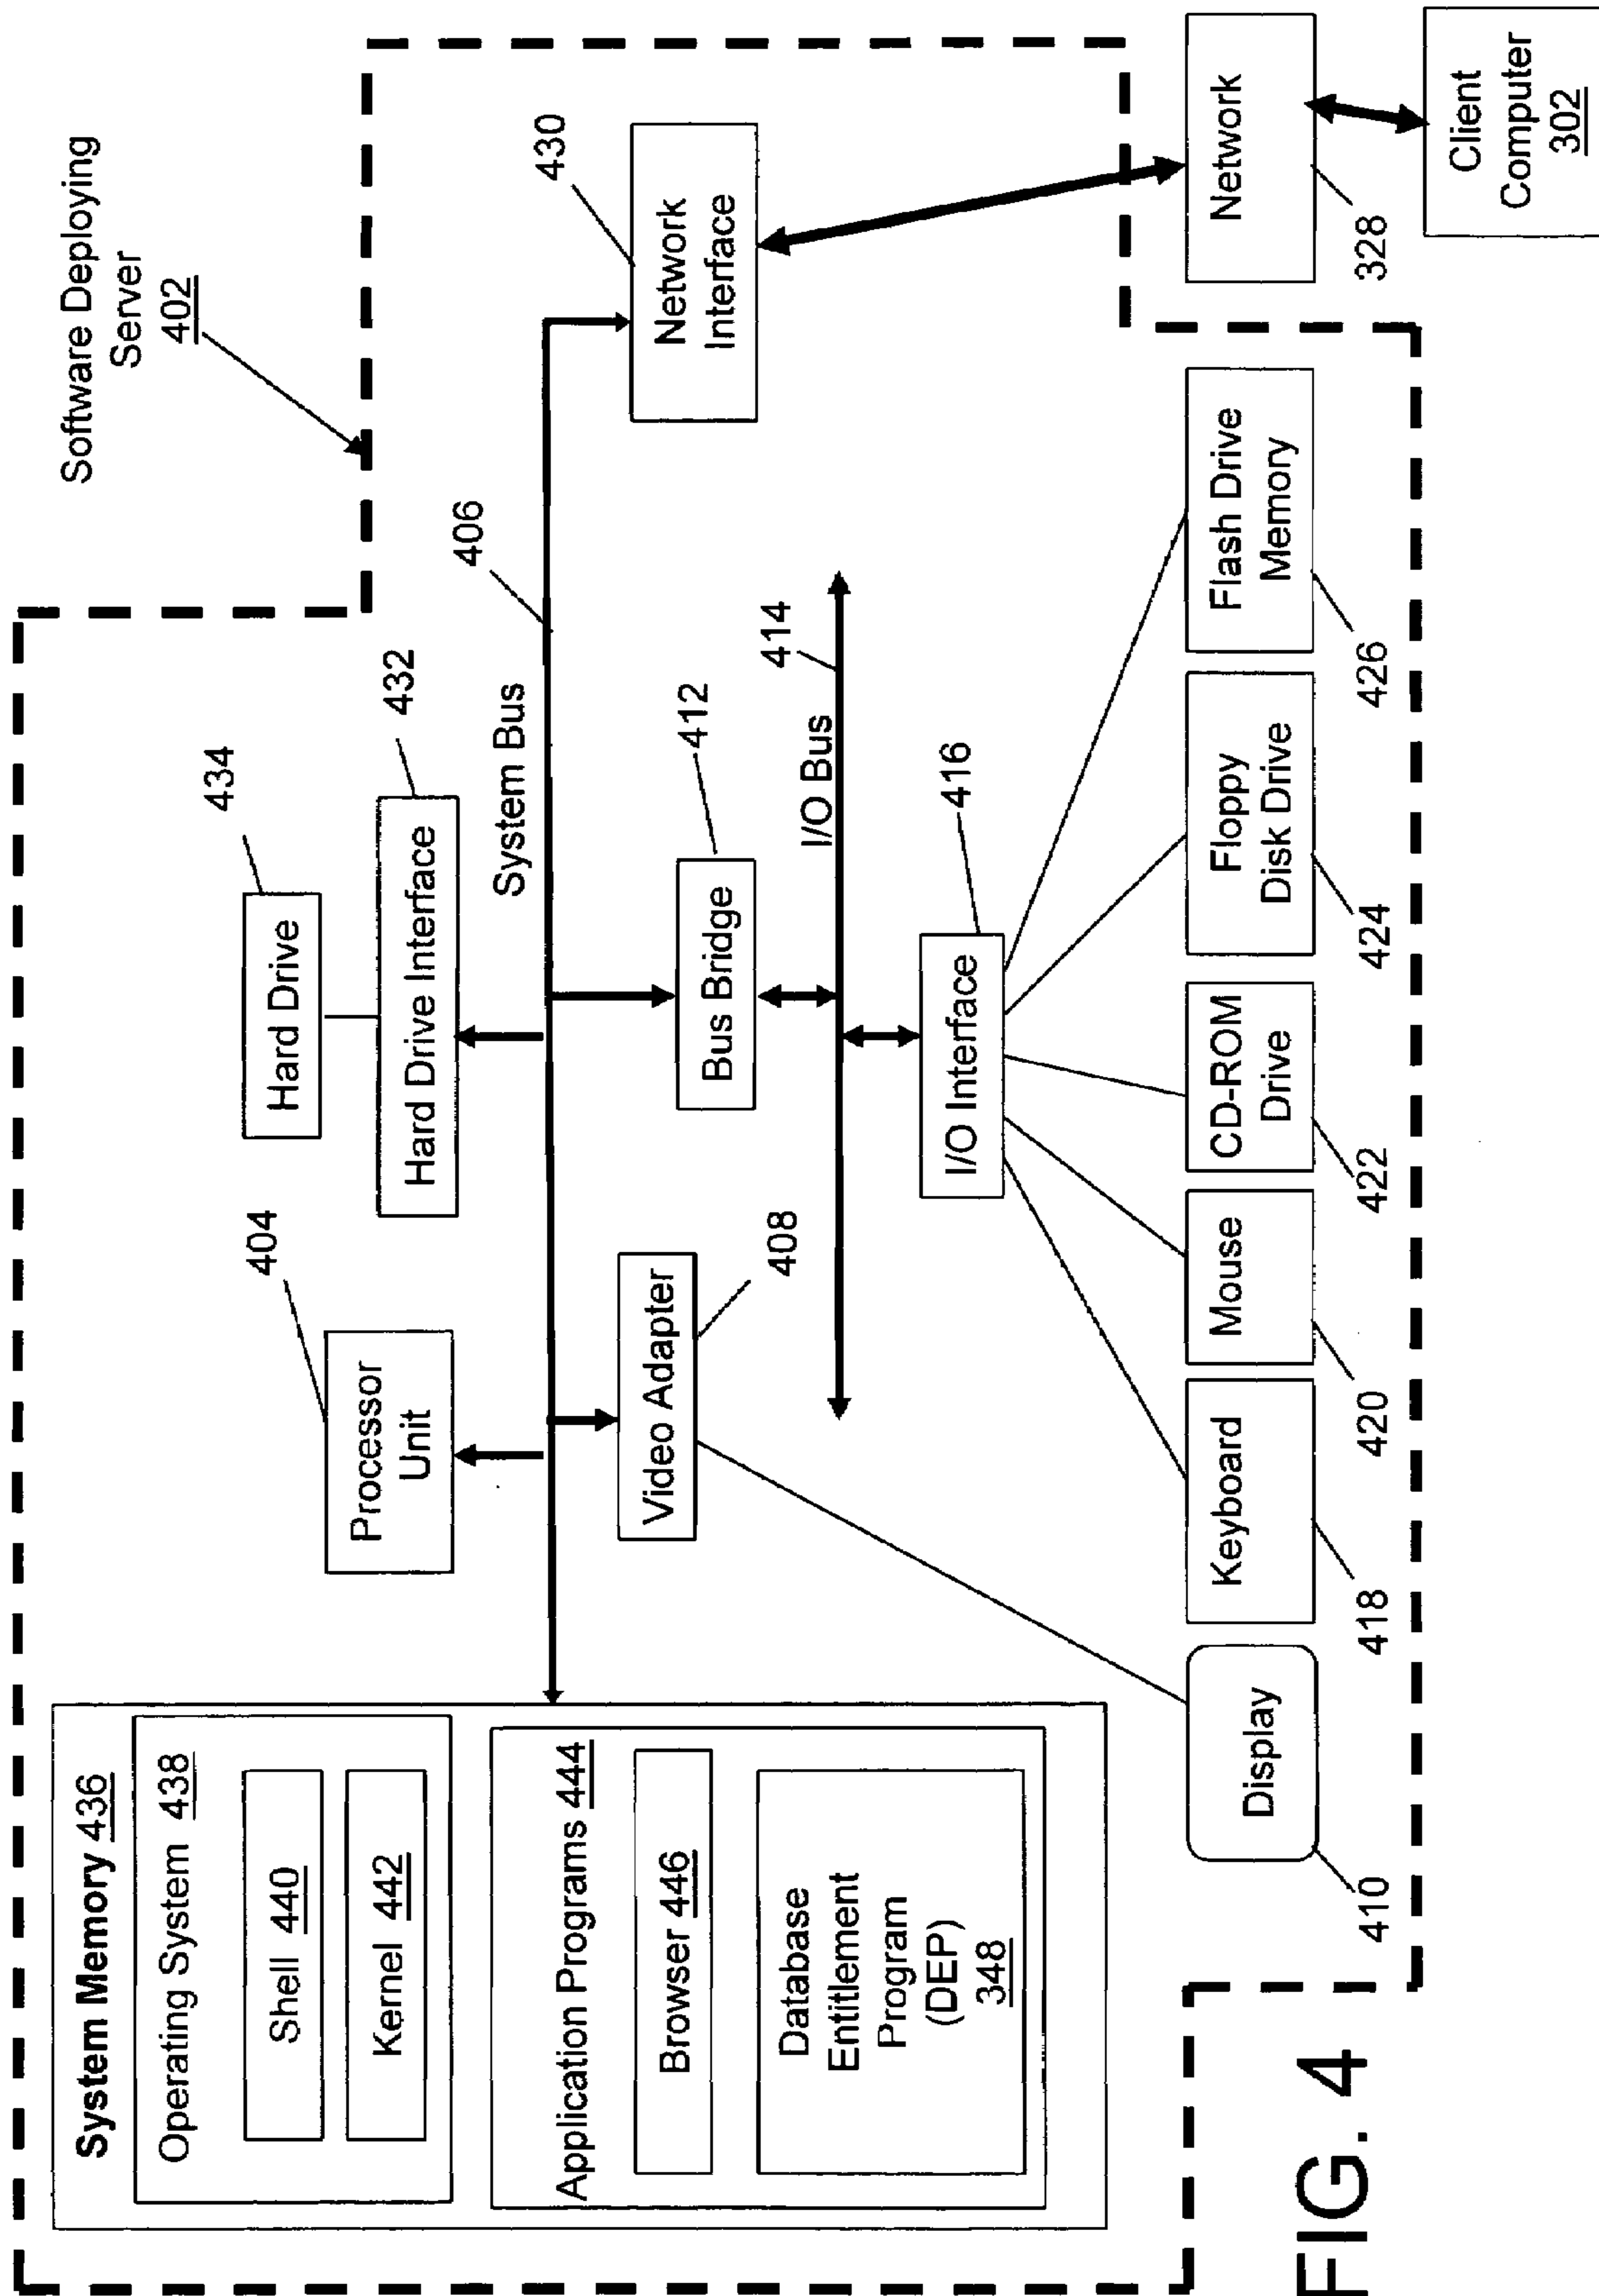 Software Deploying
Server
402
System Memory 436
Operating System 438
Shell 440
Kernel 442
Application Programs 444
Browser 446
Database
Entitlement
Program
(DEP)
348
404
Processor
Unit
434
Hard Drive
432
Hard Drive Interface
System Bus
406
430
Network
Interface
Video Adapter
408
412
Bus Bridge
414
I/O Bus
416
I/O Interface
Display
410
Keyboard
418
Mouse
420
CD-ROM
Drive
422
Floppy
Disk Drive
424
Flash Drive
Memory
426
Network
328
Client
Computer
302
FIG. 4